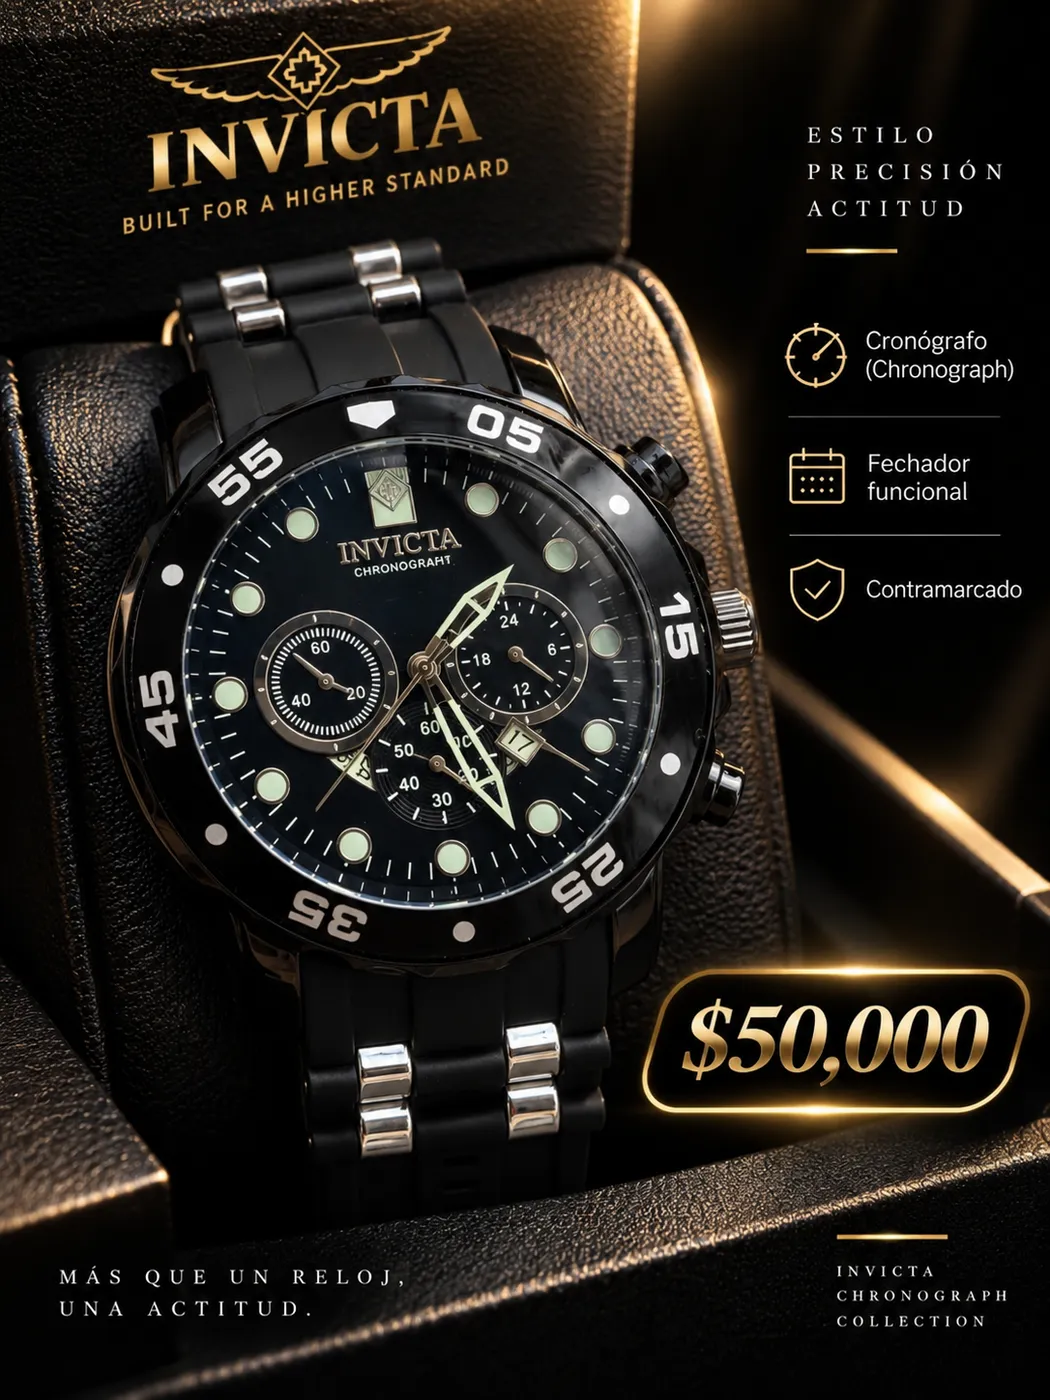 INVICTA
BUILT FOR A HIGHER STANDARD
ESTILO
PRECISIÓN
ACTITUD
Cronógrafo
(Chronograph)
Fechador
funcional
Contramarcado
05
15
25
35
45
55
INVICTA
CHRONOGRAPH
60
40 20
24
18 6
12
60
50
40
30
17
$50,000
MÁS QUE UN RELOJ,
UNA ACTITUD.
INVICTA
CHRONOGRAPH
COLLECTION